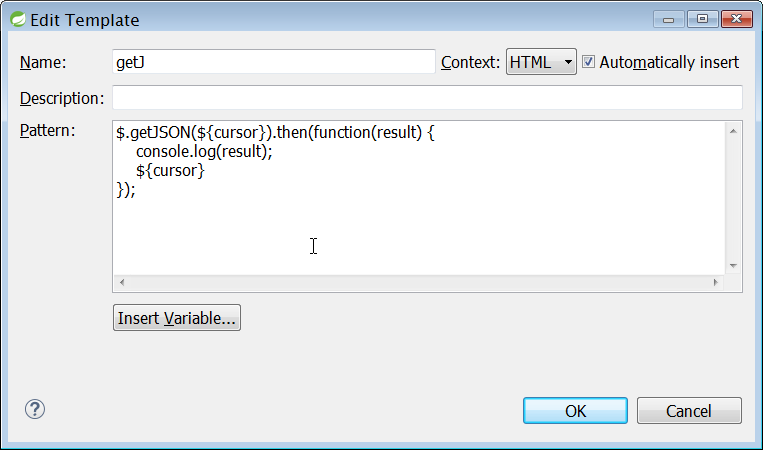 Edit Template
Name: getJ Context: HTML Automatically insert
Description:
Pattern: $.getJSON(${cursor}).then(function(result) {
console.log(result);
${cursor}
});
Insert Variable...
? OK Cancel